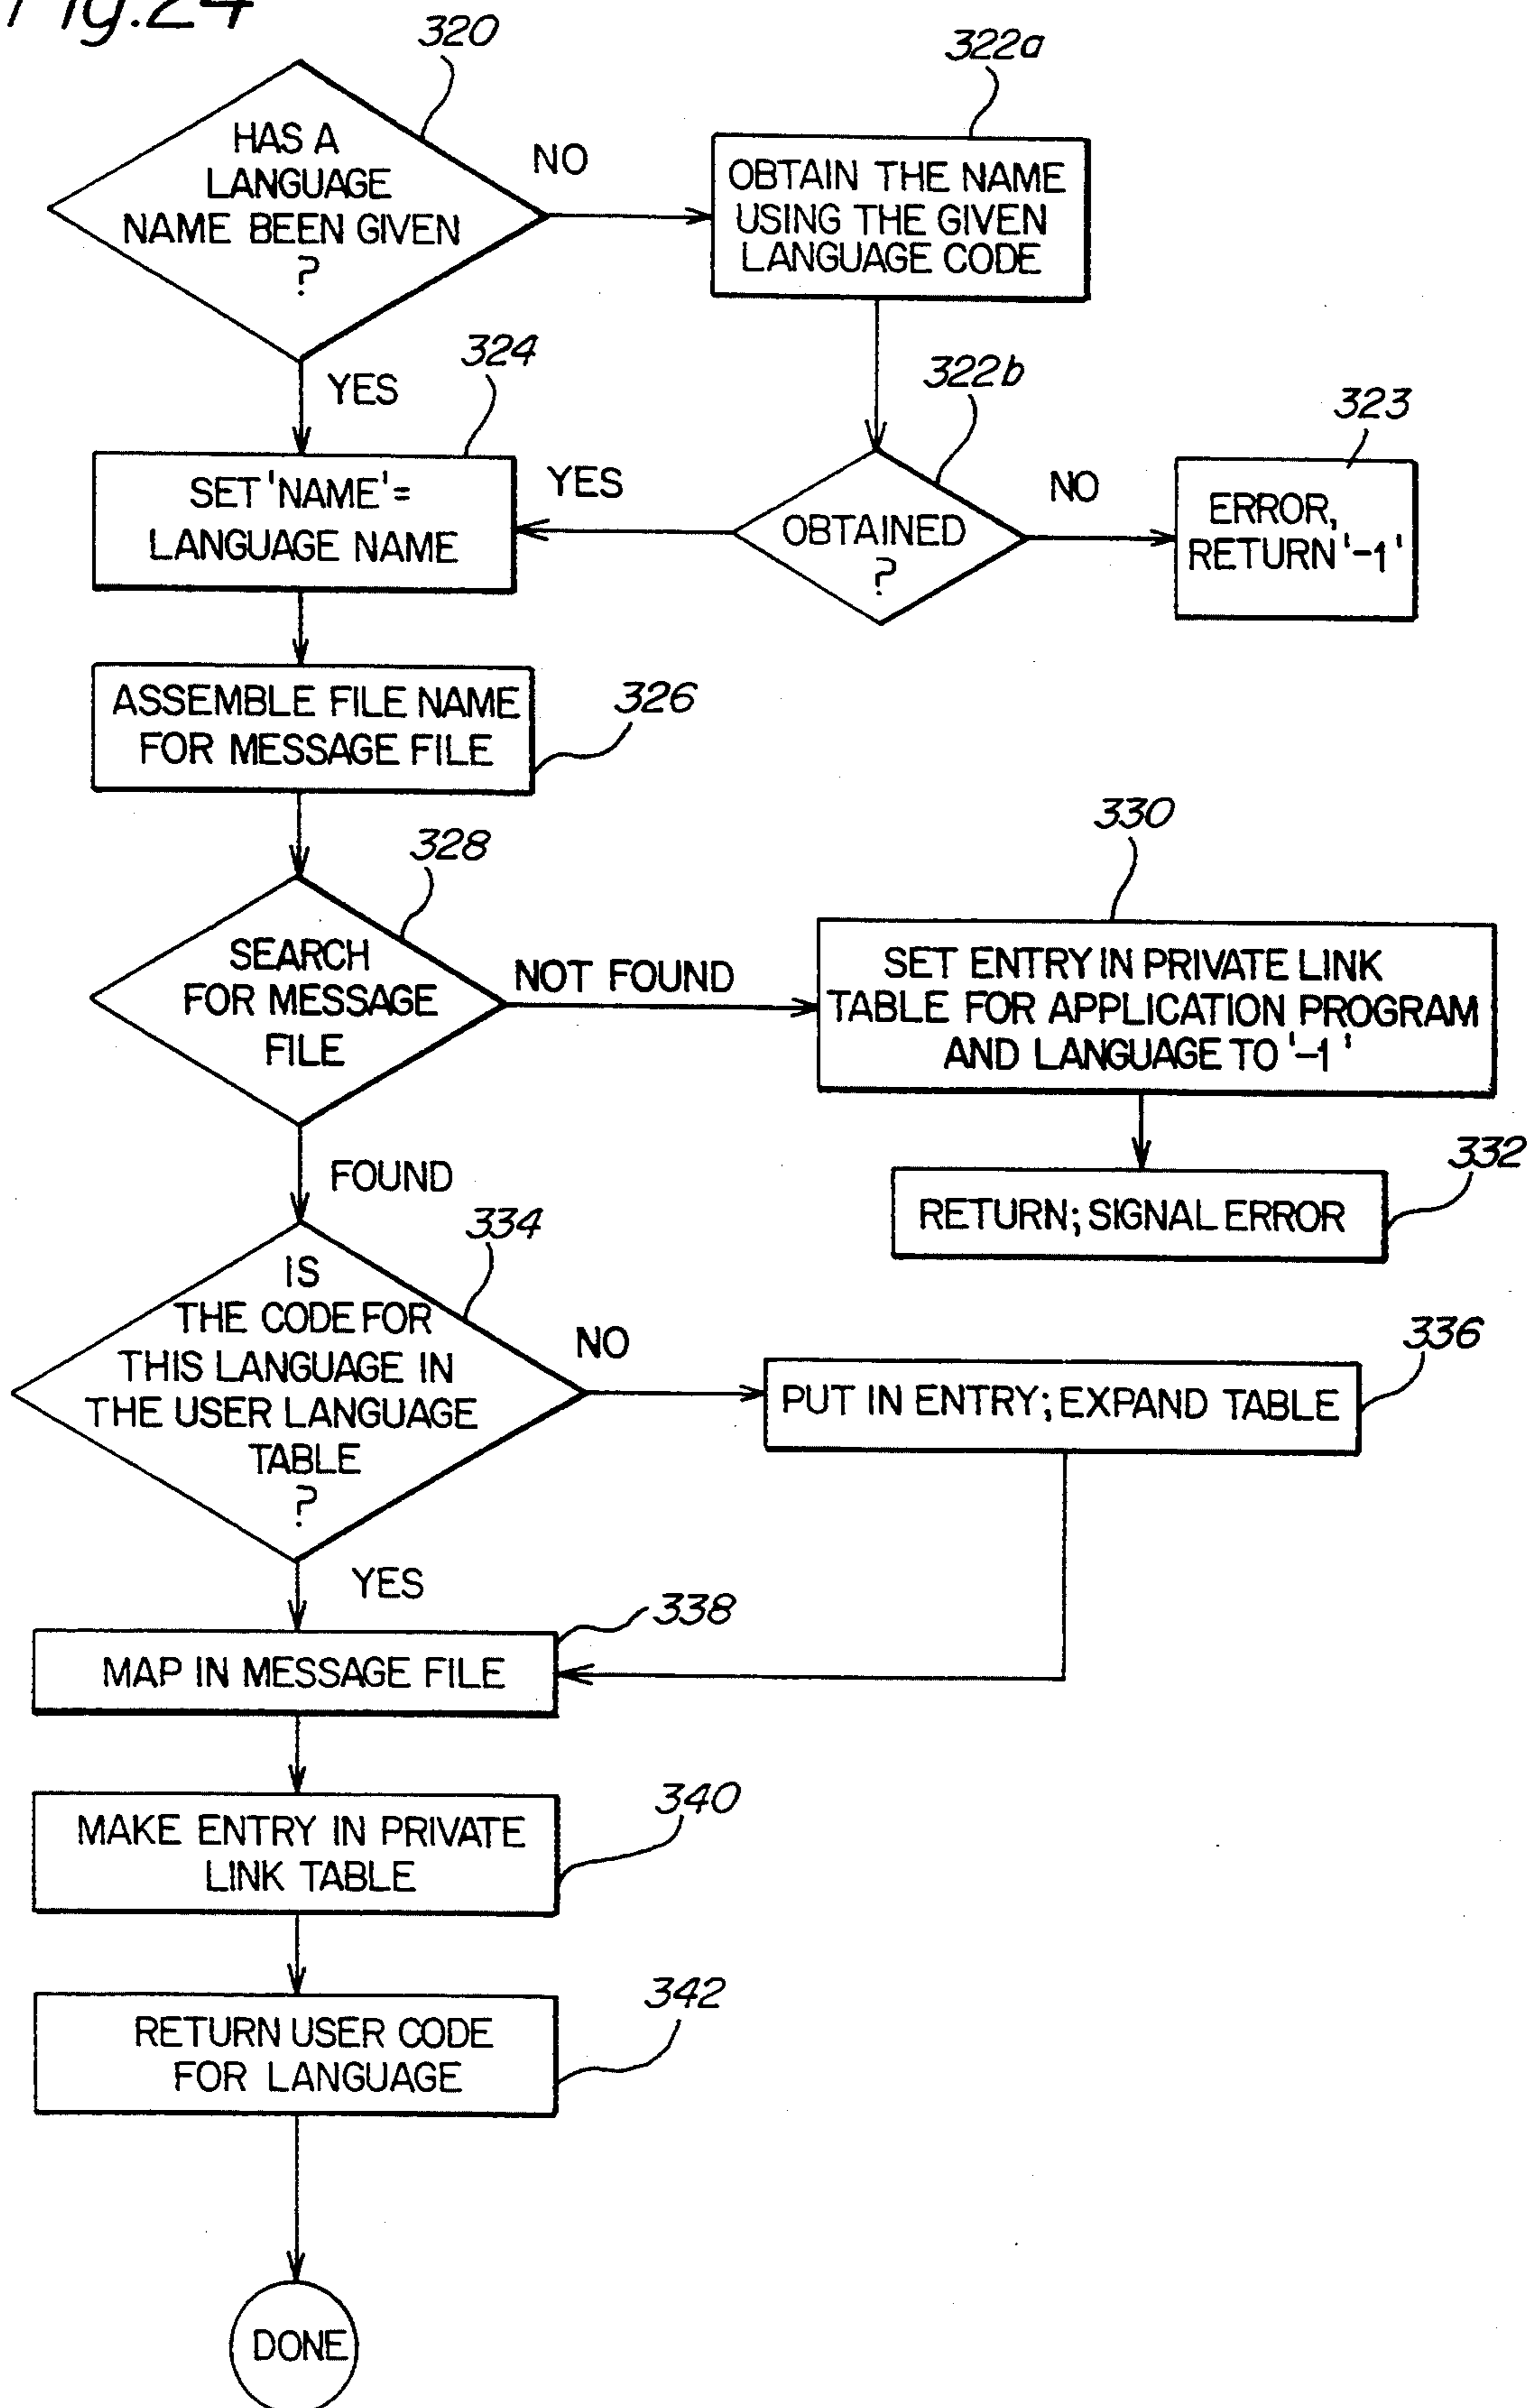 Fig.24
320
322a
HAS A
LANGUAGE
NAME BEEN GIVEN
?
NO
OBTAIN THE NAME
USING THE GIVEN
LANGUAGE CODE
324
YES
322b
323
SET 'NAME'=
LANGUAGE NAME
YES
OBTAINED
?
NO
ERROR,
RETURN '-1'
ASSEMBLE FILE NAME
FOR MESSAGE FILE
326
328
330
SEARCH
FOR MESSAGE
FILE
NOT FOUND
SET ENTRY IN PRIVATE LINK
TABLE FOR APPLICATION PROGRAM
AND LANGUAGE TO '-1'
FOUND
332
RETURN; SIGNAL ERROR
334
IS
THE CODE FOR
THIS LANGUAGE IN
THE USER LANGUAGE
TABLE
?
NO
336
PUT IN ENTRY; EXPAND TABLE
YES
338
MAP IN MESSAGE FILE
340
MAKE ENTRY IN PRIVATE
LINK TABLE
342
RETURN USER CODE
FOR LANGUAGE
DONE